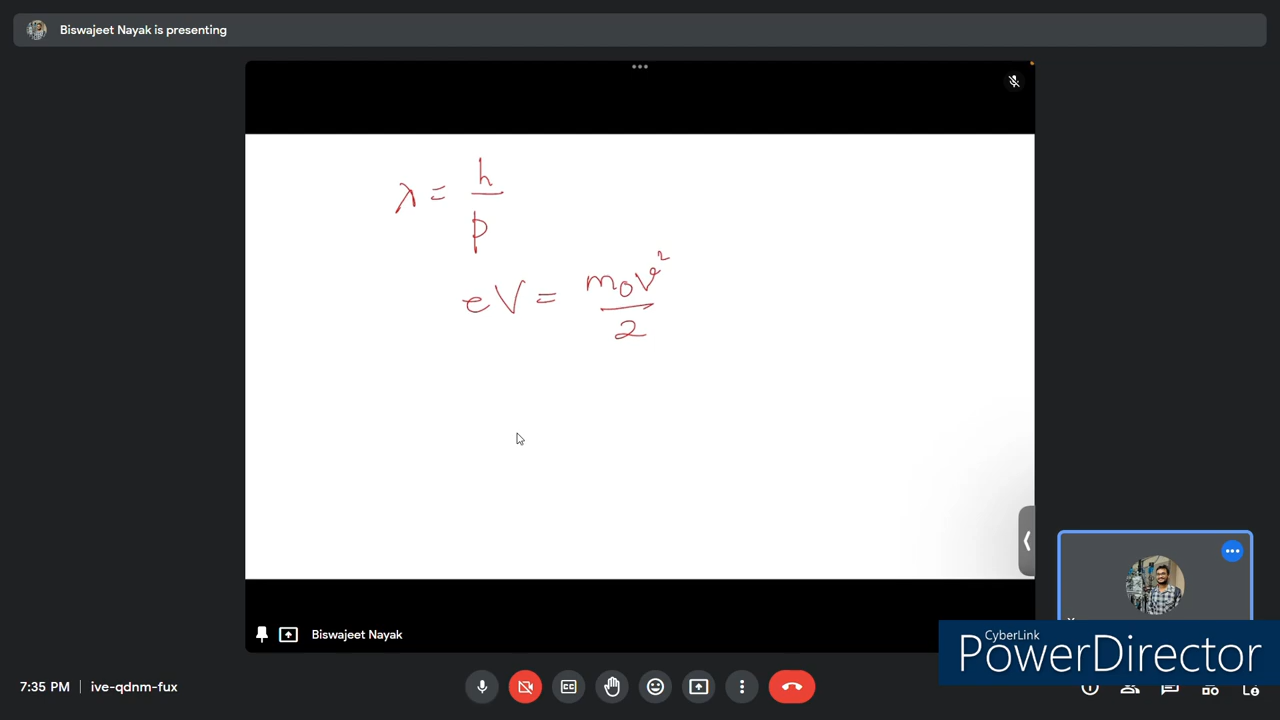 Biswajeet Nayak is presenting
λ = h/p
eV = m₀v²/2
Biswajeet Nayak
7:35 PM | ive-qdnm-fux
CyberLink
PowerDirector